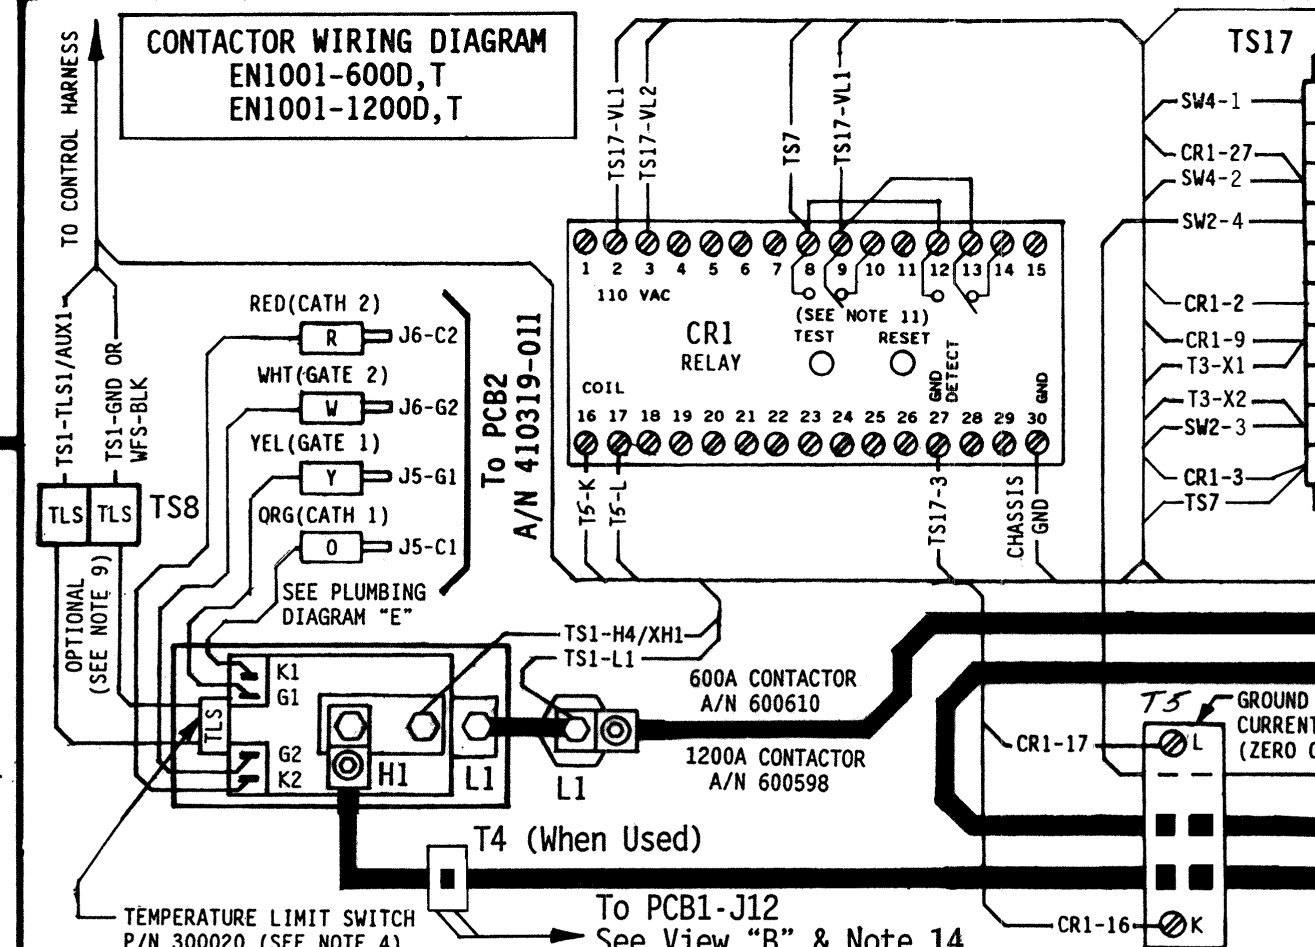 CONTACTOR WIRING DIAGRAM
EN1001-600D,T
EN1001-1200D,T
TO CONTROL HARNESS
TS17-VL1
TS17-VL2
TS7
TS17-VL1
TS17
SW4-1
CR1-27
SW4-2
SW2-4
CR1-2
CR1-9
T3-X1
T3-X2
SW2-3
CR1-3
TS7
1 2 3 4 5 6 7 8 9 10 11 12 13 14 15
110 VAC
(SEE NOTE 11)
CR1
RELAY
TEST
RESET
GND
DETECT
GND
COIL
16 17 18 19 20 21 22 23 24 25 26 27 28 29 30
T5-K
T5-L
TS17-3
CHASSIS
GND
RED(CATH 2)
R
J6-C2
WHT(GATE 2)
W
J6-G2
YEL(GATE 1)
Y
J5-G1
ORG(CATH 1)
O
J5-C1
To PCB2
A/N 410319-011
SEE PLUMBING
DIAGRAM "E"
TS1-TLS1/AUX1
TS1-GND OR
WFS-BLK
TLS TLS
TS8
OPTIONAL
(SEE NOTE 9)
TS1-H4/XH1
TS1-L1
K1
G1
TLS
G2
K2
H1
L1
L1
600A CONTACTOR
A/N 600610
1200A CONTACTOR
A/N 600598
T5
GROUND
CURRENT
(ZERO
CR1-17
L
T4 (When Used)
CR1-16
K
TEMPERATURE LIMIT SWITCH
P/N 300020 (SEE NOTE 4)
To PCB1-J12
See View "B" & Note 14